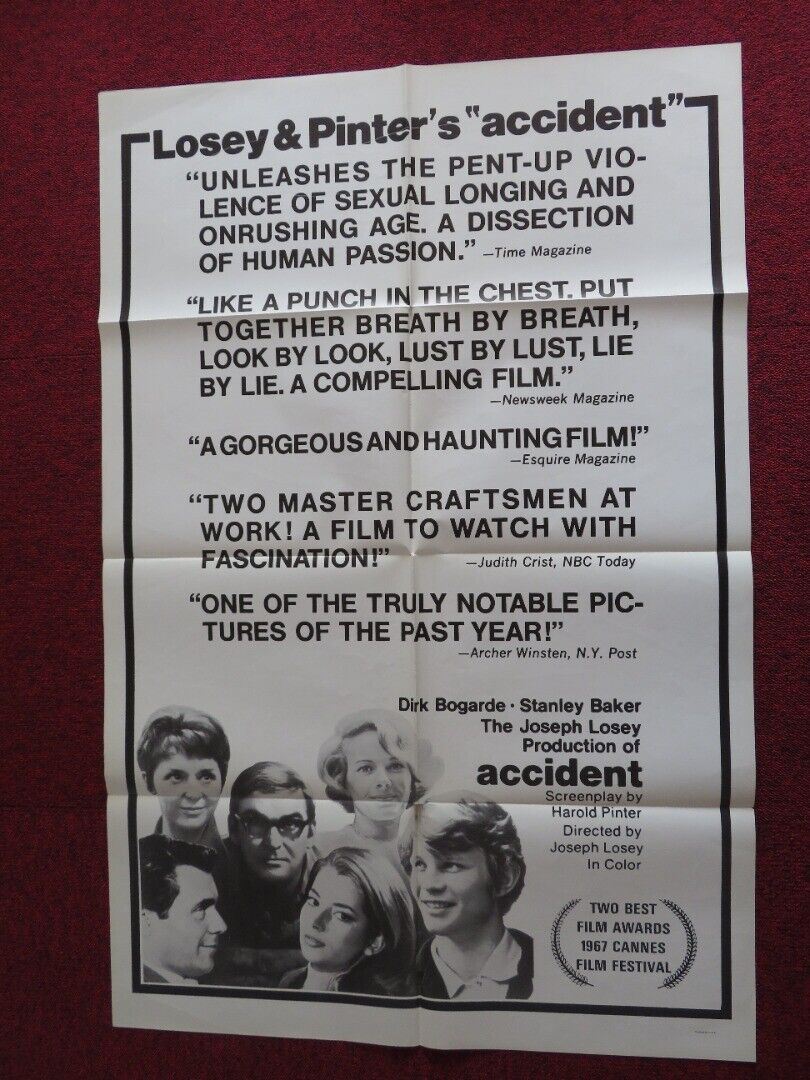 Losey & Pinter's "accident"
"UNLEASHES THE PENT-UP VIO-
LENCE OF SEXUAL LONGING AND
ONRUSHING AGE. A DISSECTION
OF HUMAN PASSION." —Time Magazine
"LIKE A PUNCH IN THE CHEST. PUT
TOGETHER BREATH BY BREATH,
LOOK BY LOOK, LUST BY LUST, LIE
BY LIE. A COMPELLING FILM."
—Newsweek Magazine
"A GORGEOUS AND HAUNTING FILM!"
—Esquire Magazine
"TWO MASTER CRAFTSMEN AT
WORK! A FILM TO WATCH WITH
FASCINATION!" —Judith Crist, NBC Today
"ONE OF THE TRULY NOTABLE PIC-
TURES OF THE PAST YEAR!"
—Archer Winsten, N.Y. Post
Dirk Bogarde · Stanley Baker
The Joseph Losey
Production of
accident
Screenplay by
Harold Pinter
Directed by
Joseph Losey
In Color
TWO BEST
FILM AWARDS
1967 CANNES
FILM FESTIVAL